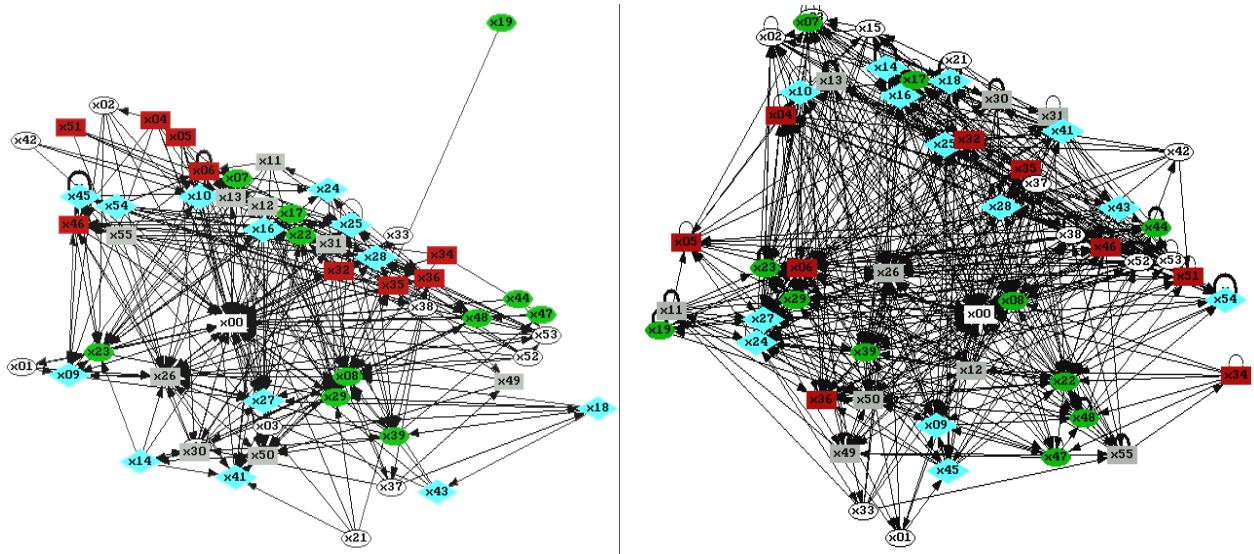 x19
x02
x51
x04
x05
x42
x11
x06
x07
x45
x10
x13
x24
x54
x12
x17
x46
x16
x25
x55
x22
x31
x33
x28
x34
x32
x36
x35
x44
x38
x47
x00
x48
x53
x23
x52
x01
x09
x26
x08
x49
x29
x27
x18
x03
x39
x30
x50
x14
x41
x37
x43
x21
x07
x02
x15
x21
x14
x13
x17
x18
x10
x16
x30
x04
x31
x41
x32
x25
x42
x35
x37
x28
x43
x44
x38
x05
x46
x52
x53
x23
x06
x26
x51
x29
x08
x54
x11
x27
x00
x19
x24
x39
x12
x34
x22
x36
x50
x48
x09
x49
x47
x55
x45
x33
x01